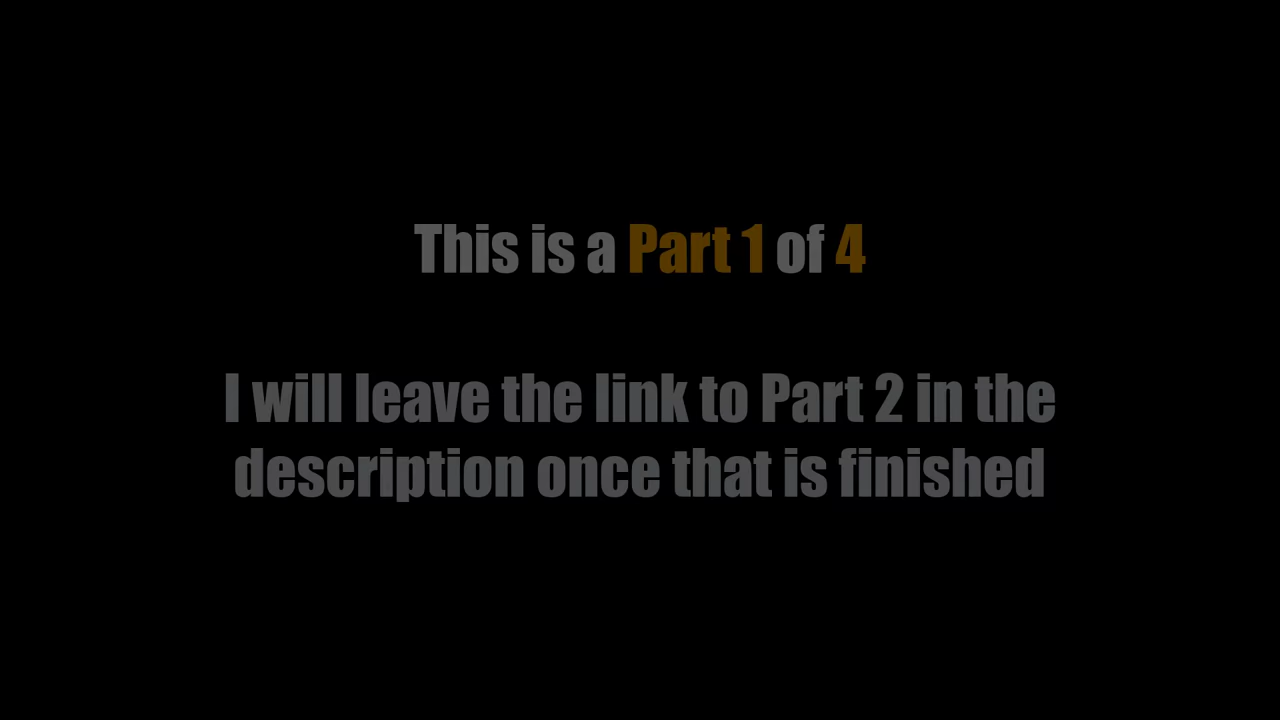 This is a Part 1 of 4
I will leave the link to Part 2 in the
description once that is finished